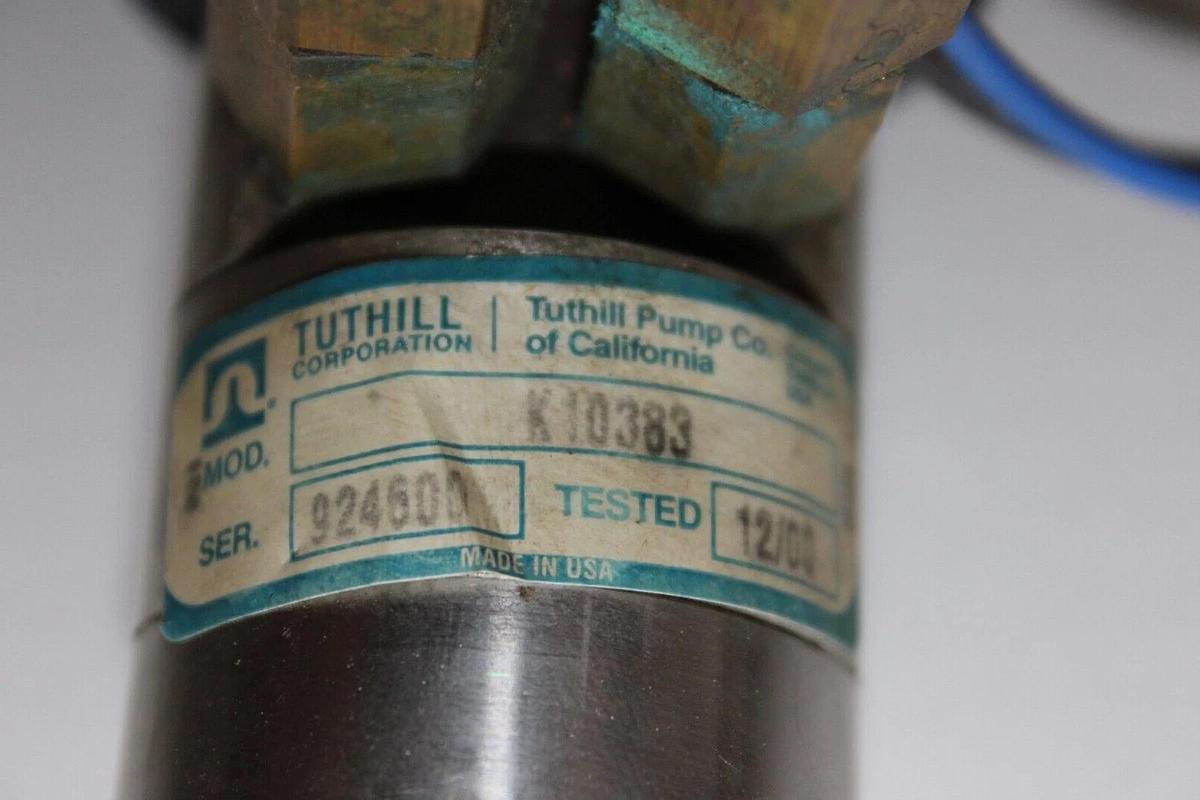 TUTHILL
CORPORATION
Tuthill Pump Co.
of California
MOD. K10383
SER. 924600 TESTED 12/00
MADE IN USA